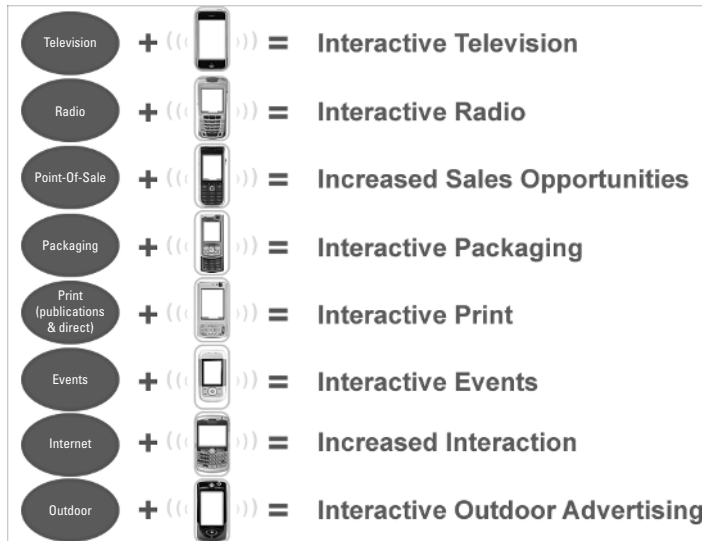 Television + = Interactive Television
Radio + = Interactive Radio
Point-Of-Sale + = Increased Sales Opportunities
Packaging + = Interactive Packaging
Print
(publications
& direct) + = Interactive Print
Events + = Interactive Events
Internet + = Increased Interaction
Outdoor + = Interactive Outdoor Advertising